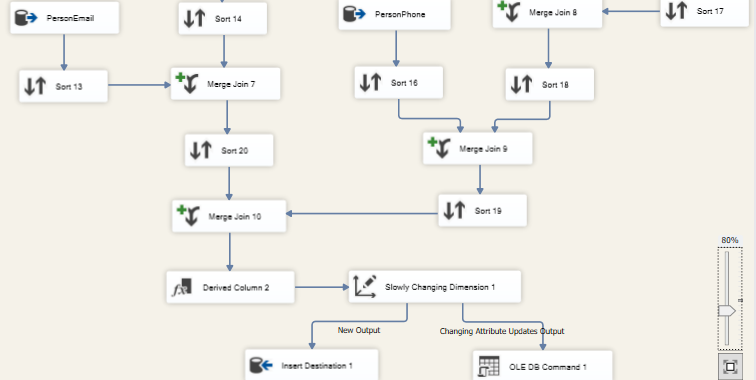 PersonEmail
Sort 14
PersonPhone
Merge Join 8
Sort 17
Sort 13
Merge Join 7
Sort 16
Sort 18
Sort 20
Merge Join 9
Merge Join 10
Sort 19
80%
Derived Column 2
Slowly Changing Dimension 1
New Output
Changing Attribute Updates Output
Insert Destination 1
OLE DB Command 1